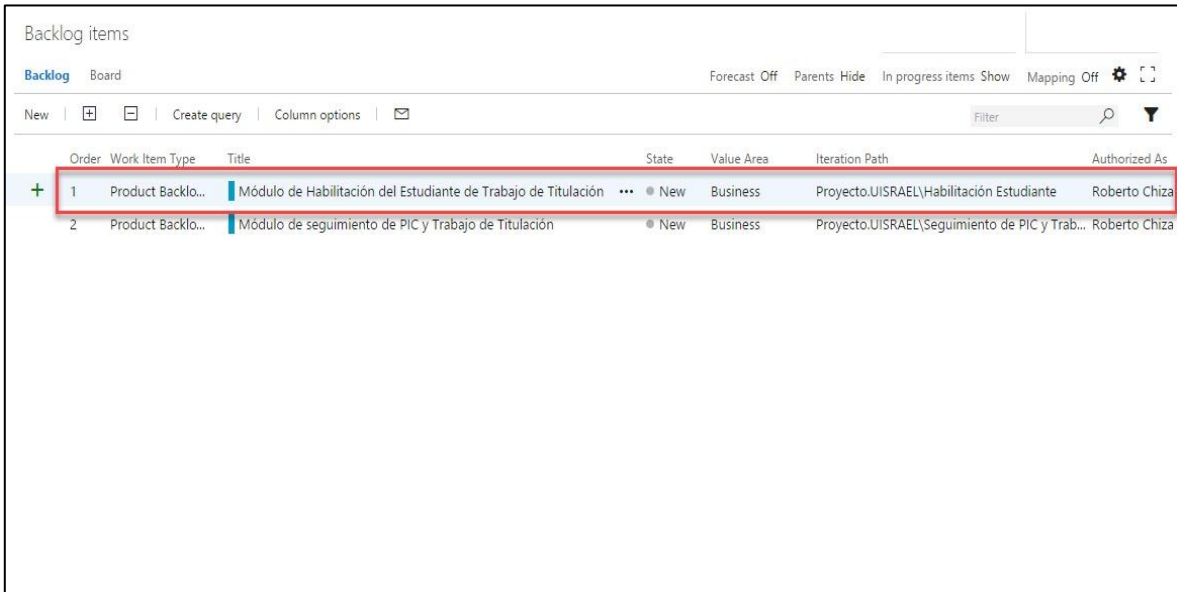 Backlog items
Backlog Board Forecast Off Parents Hide In progress items Show Mapping Off
New Create query Column options Filter
Order Work Item Type Title State Value Area Iteration Path Authorized As
1 Product Backlo... Módulo de Habilitación del Estudiante de Trabajo de Titulación ... New Business Proyecto.UISRAEL\Habilitación Estudiante Roberto Chiza
2 Product Backlo... Módulo de seguimiento de PIC y Trabajo de Titulación New Business Proyecto.UISRAEL\Seguimiento de PIC y Trab... Roberto Chiza